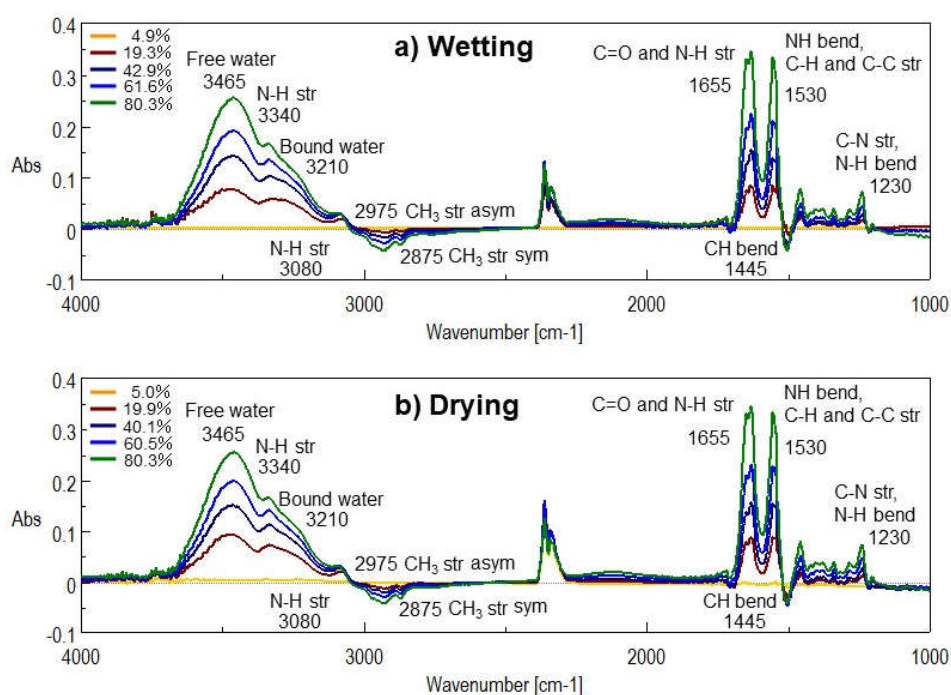 a) Wetting
4.9%
19.3%
42.9%
61.6%
80.3%
Free water
3465
N-H str
3340
Bound water
3210
2975 CH₃ str asym
N-H str
3080
2875 CH₃ str sym
C=O and N-H str
1655
NH bend,
C-H and C-C str
1530
C-N str,
N-H bend
1230
CH bend
1445
0.4
0.3
0.2
0.1
0
-0.1
Abs
4000
3000
2000
1000
Wavenumber [cm-1]
b) Drying
5.0%
19.9%
40.1%
60.5%
80.3%
Free water
3465
N-H str
3340
Bound water
3210
2975 CH₃ str asym
N-H str
3080
2875 CH₃ str sym
C=O and N-H str
1655
NH bend,
C-H and C-C str
1530
C-N str,
N-H bend
1230
CH bend
1445
0.4
0.3
0.2
0.1
0
-0.1
Abs
4000
3000
2000
1000
Wavenumber [cm-1]